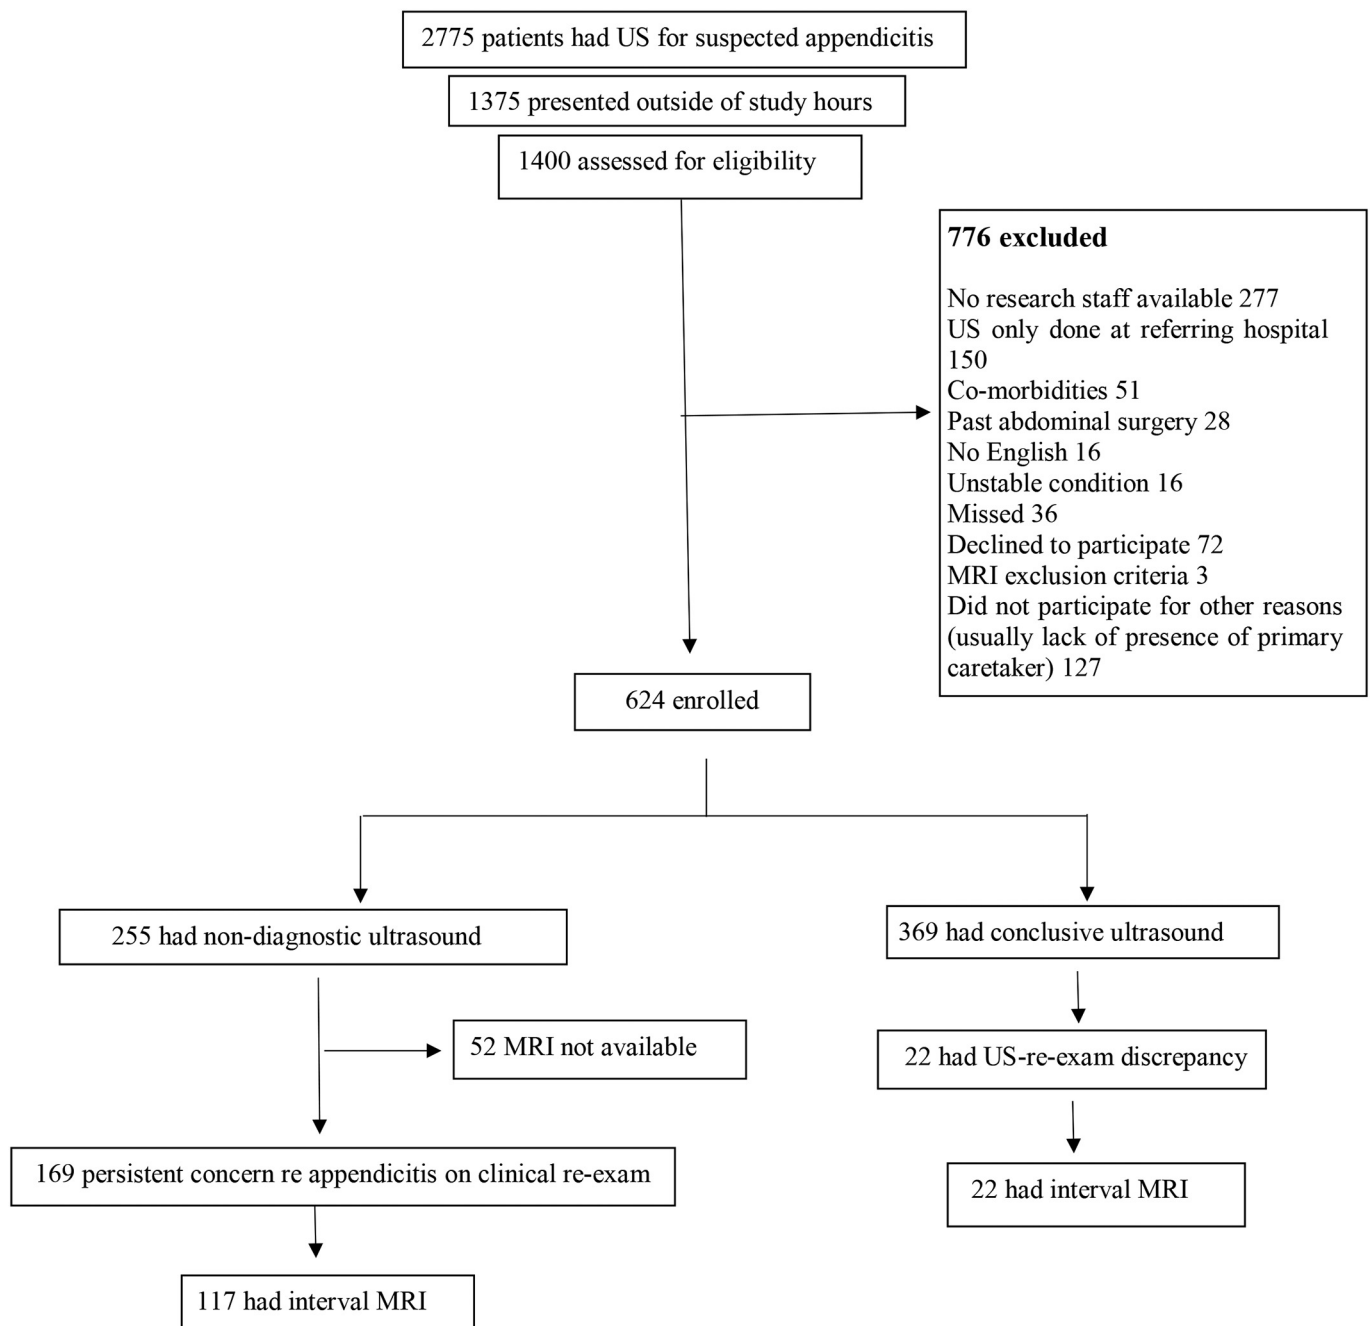 2775 patients had US for suspected appendicitis
1375 presented outside of study hours
1400 assessed for eligibility
776 excluded
No research staff available 277
US only done at referring hospital
150
Co-morbidities 51
Past abdominal surgery 28
No English 16
Unstable condition 16
Missed 36
Declined to participate 72
MRI exclusion criteria 3
Did not participate for other reasons
(usually lack of presence of primary
caretaker) 127
624 enrolled
255 had non-diagnostic ultrasound
369 had conclusive ultrasound
52 MRI not available
22 had US-re-exam discrepancy
169 persistent concern re appendicitis on clinical re-exam
22 had interval MRI
117 had interval MRI